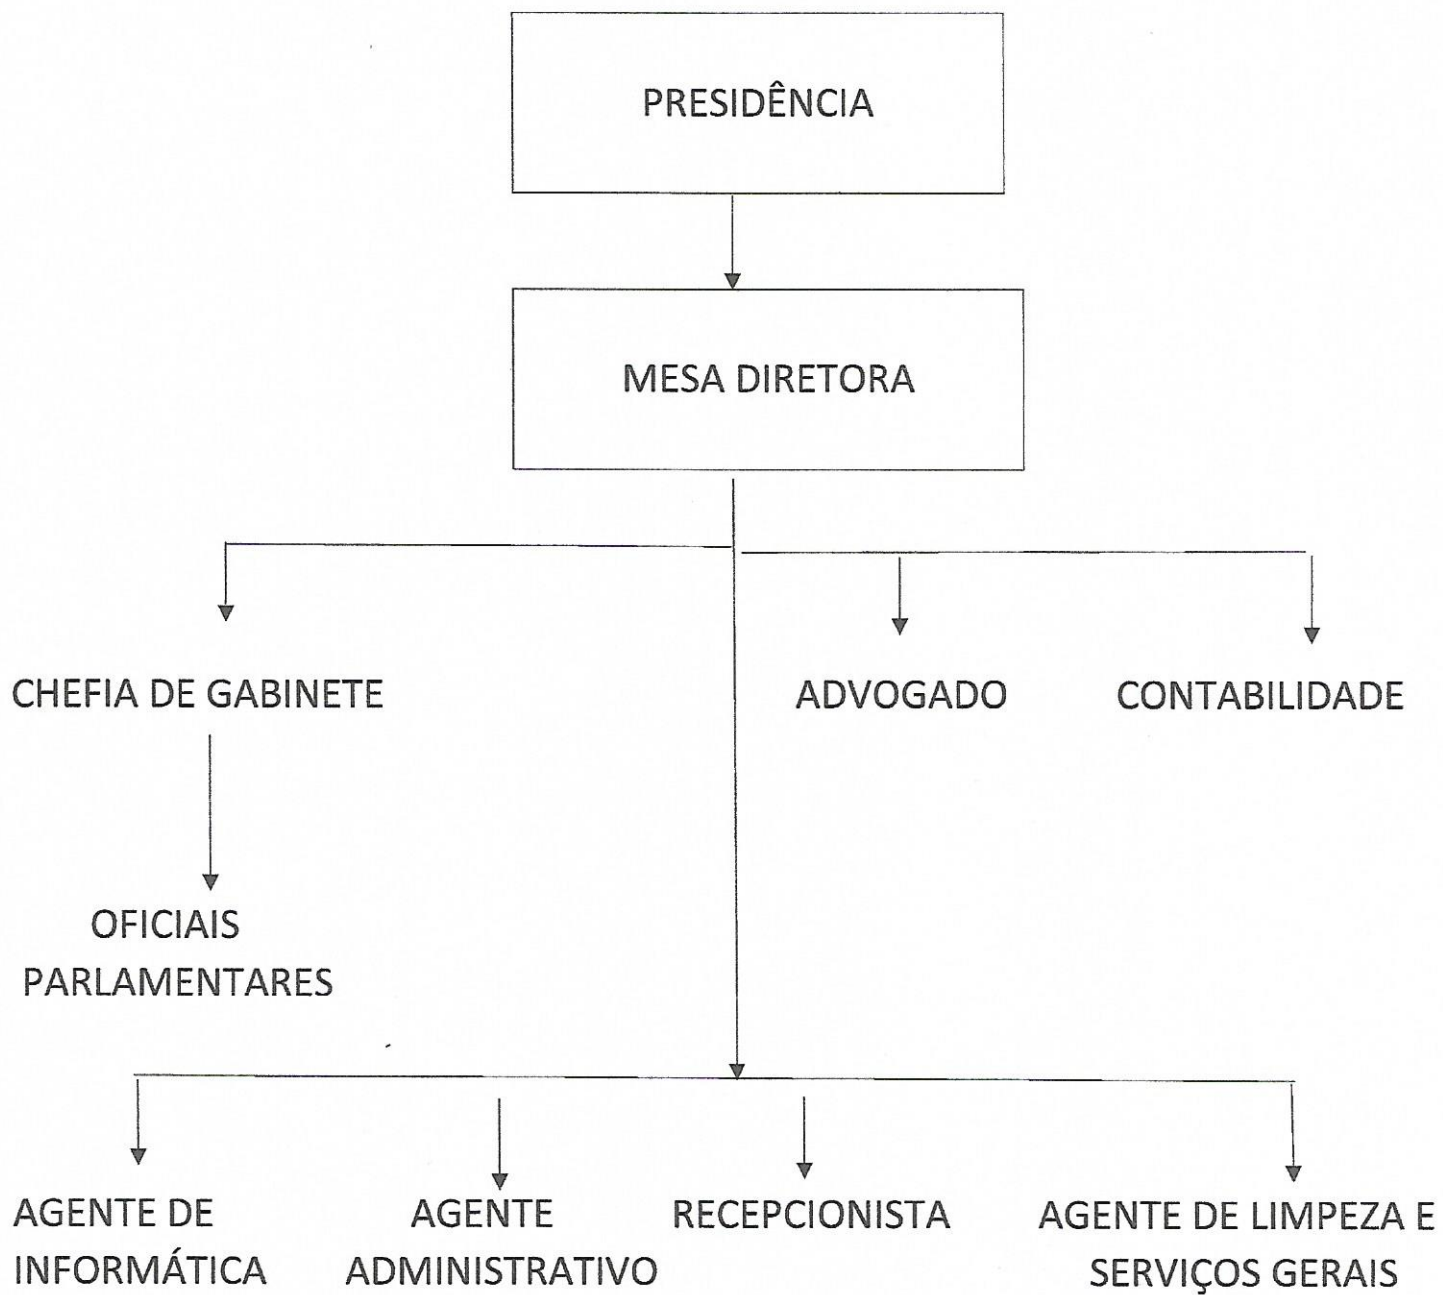 PRESIDÊNCIA
MESA DIRETORA
CHEFIA DE GABINETE
ADVOGADO
CONTABILIDADE
OFICIAIS
PARLAMENTARES
AGENTE DE
INFORMÁTICA
AGENTE
ADMINISTRATIVO
RECEPCIONISTA
AGENTE DE LIMPEZA E
SERVIÇOS GERAIS